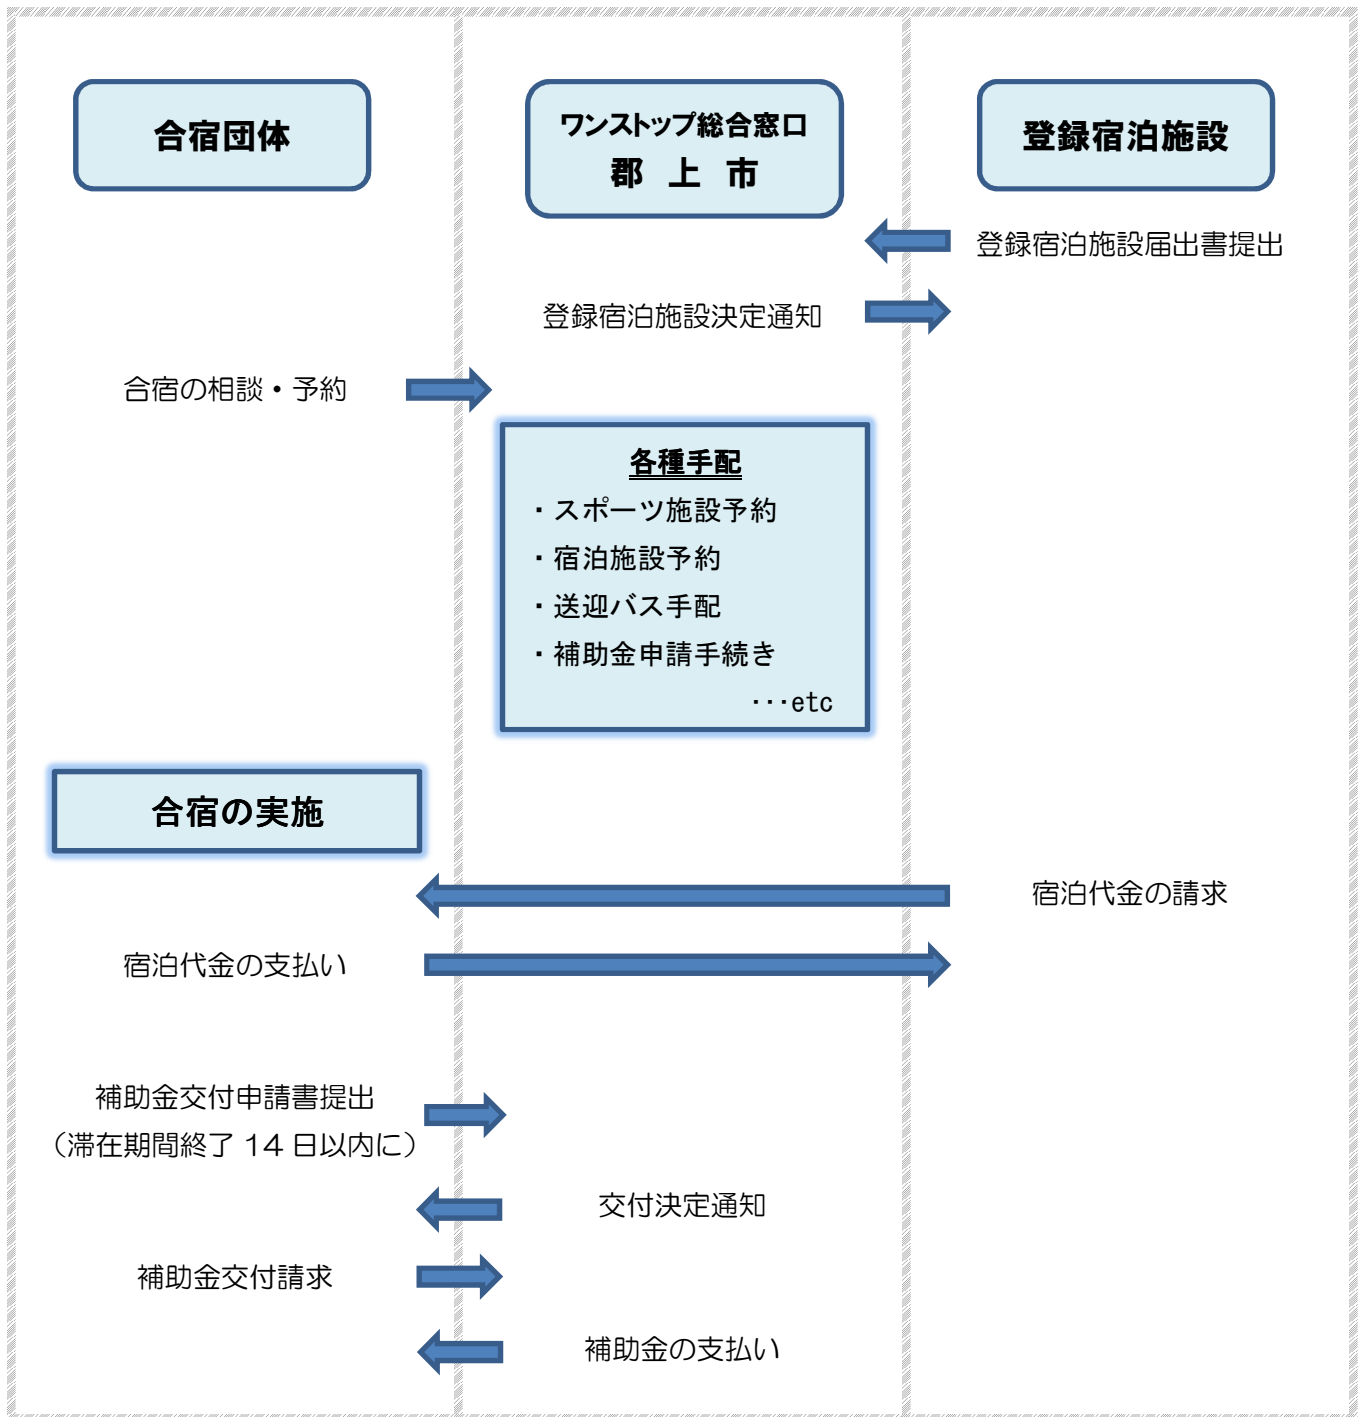 合宿団体
ワンストップ総合窓口
郡 上 市
登録宿泊施設
登録宿泊施設届出書提出
登録宿泊施設決定通知
合宿の相談・予約
各種手配
・スポーツ施設予約
・宿泊施設予約
・送迎バス手配
・補助金申請手続き
…etc
合宿の実施
宿泊代金の請求
宿泊代金の支払い
補助金交付申請書提出
（滞在期間終了 14 日以内に）
交付決定通知
補助金交付請求
補助金の支払い